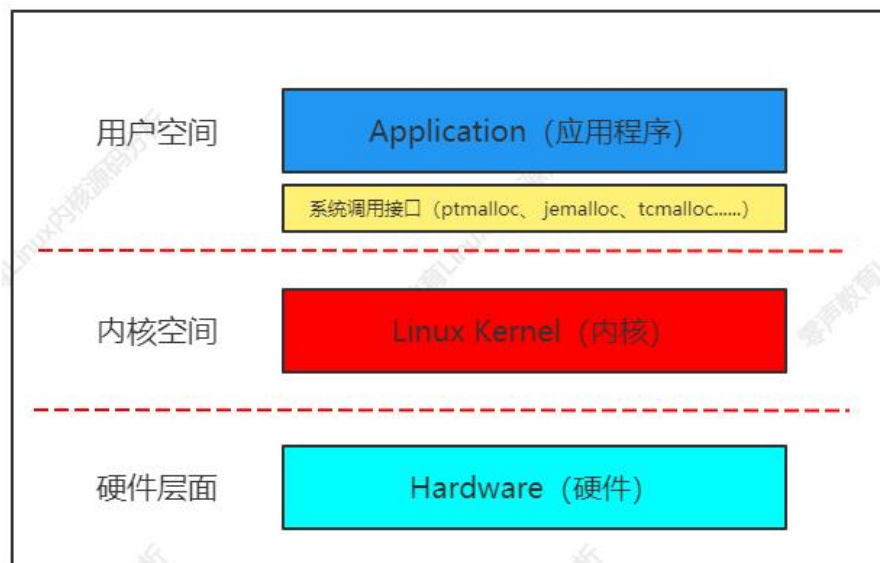 用户空间
Application（应用程序）
系统调用接口（ptmalloc、 jemalloc、tcmalloc......）
内核空间
Linux Kernel（内核）
硬件层面
Hardware（硬件）